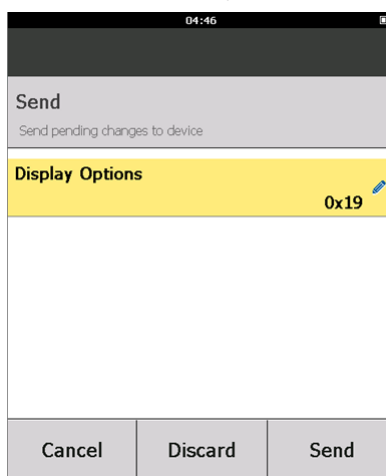 04:46
Send
Send pending changes to device
Display Options
0x19
Cancel Discard Send